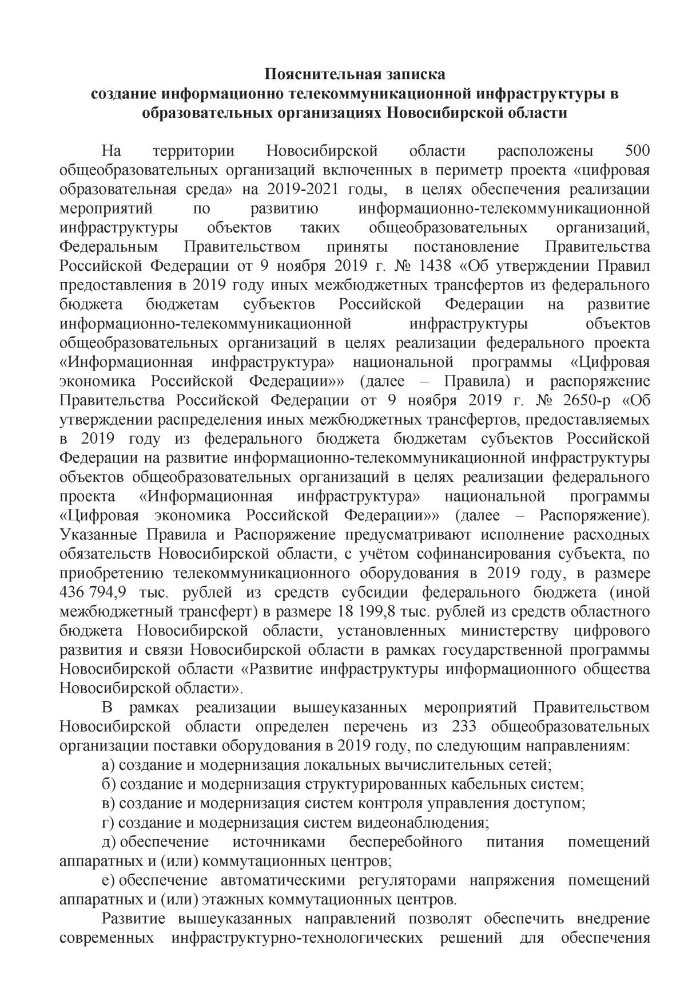 Пояснительная записка
создание информационно телекоммуникационной инфраструктуры в
образовательных организациях Новосибирской области
На территории Новосибирской области расположены 500
общеобразовательных организаций включенных в периметр проекта «цифровая
образовательная среда» на 2019-2021 годы, в целях обеспечения реализации
мероприятий по развитию информационно-телекоммуникационной
инфраструктуры объектов таких общеобразовательных организаций,
Федеральным Правительством приняты постановление Правительства
Российской Федерации от 9 ноября 2019 г. № 1438 «Об утверждении Правил
предоставления в 2019 году иных межбюджетных трансфертов из федерального
бюджета бюджетам субъектов Российской Федерации на развитие
информационно-телекоммуникационной инфраструктуры объектов
общеобразовательных организаций в целях реализации федерального проекта
«Информационная инфраструктура» национальной программы «Цифровая
экономика Российской Федерации»» (далее – Правила) и распоряжение
Правительства Российской Федерации от 9 ноября 2019 г. № 2650-р «Об
утверждении распределения иных межбюджетных трансфертов, предоставляемых
в 2019 году из федерального бюджета бюджетам субъектов Российской
Федерации на развитие информационно-телекоммуникационной инфраструктуры
объектов общеобразовательных организаций в целях реализации федерального
проекта «Информационная инфраструктура» национальной программы
«Цифровая экономика Российской Федерации»» (далее – Распоряжение).
Указанные Правила и Распоряжение предусматривают исполнение расходных
обязательств Новосибирской области, с учётом софинансирования субъекта, по
приобретению телекоммуникационного оборудования в 2019 году, в размере
436 794,9 тыс. рублей из средств субсидии федерального бюджета (иной
межбюджетный трансферт) в размере 18 199,8 тыс. рублей из средств областного
бюджета Новосибирской области, установленных министерству цифрового
развития и связи Новосибирской области в рамках государственной программы
Новосибирской области «Развитие инфраструктуры информационного общества
Новосибирской области».
В рамках реализации вышеуказанных мероприятий Правительством
Новосибирской области определен перечень из 233 общеобразовательных
организации поставки оборудования в 2019 году, по следующим направлениям:
а) создание и модернизация локальных вычислительных сетей;
б) создание и модернизация структурированных кабельных систем;
в) создание и модернизация систем контроля управления доступом;
г) создание и модернизация систем видеонаблюдения;
д) обеспечение источниками бесперебойного питания помещений
аппаратных и (или) коммутационных центров;
е) обеспечение автоматическими регуляторами напряжения помещений
аппаратных и (или) этажных коммутационных центров.
Развитие вышеуказанных направлений позволят обеспечить внедрение
современных инфраструктурно-технологических решений для обеспечения